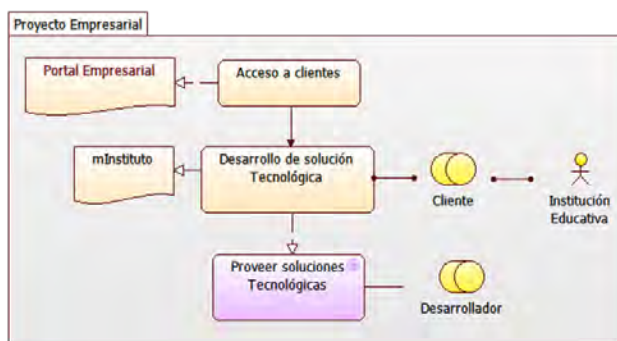 Proyecto Empresarial
Portal Empresarial
Acceso a clientes
mInstituto
Desarrollo de solución
Tecnológica
Cliente
Institución
Educativa
Proveer soluciones
Tecnológicas
Desarrollador